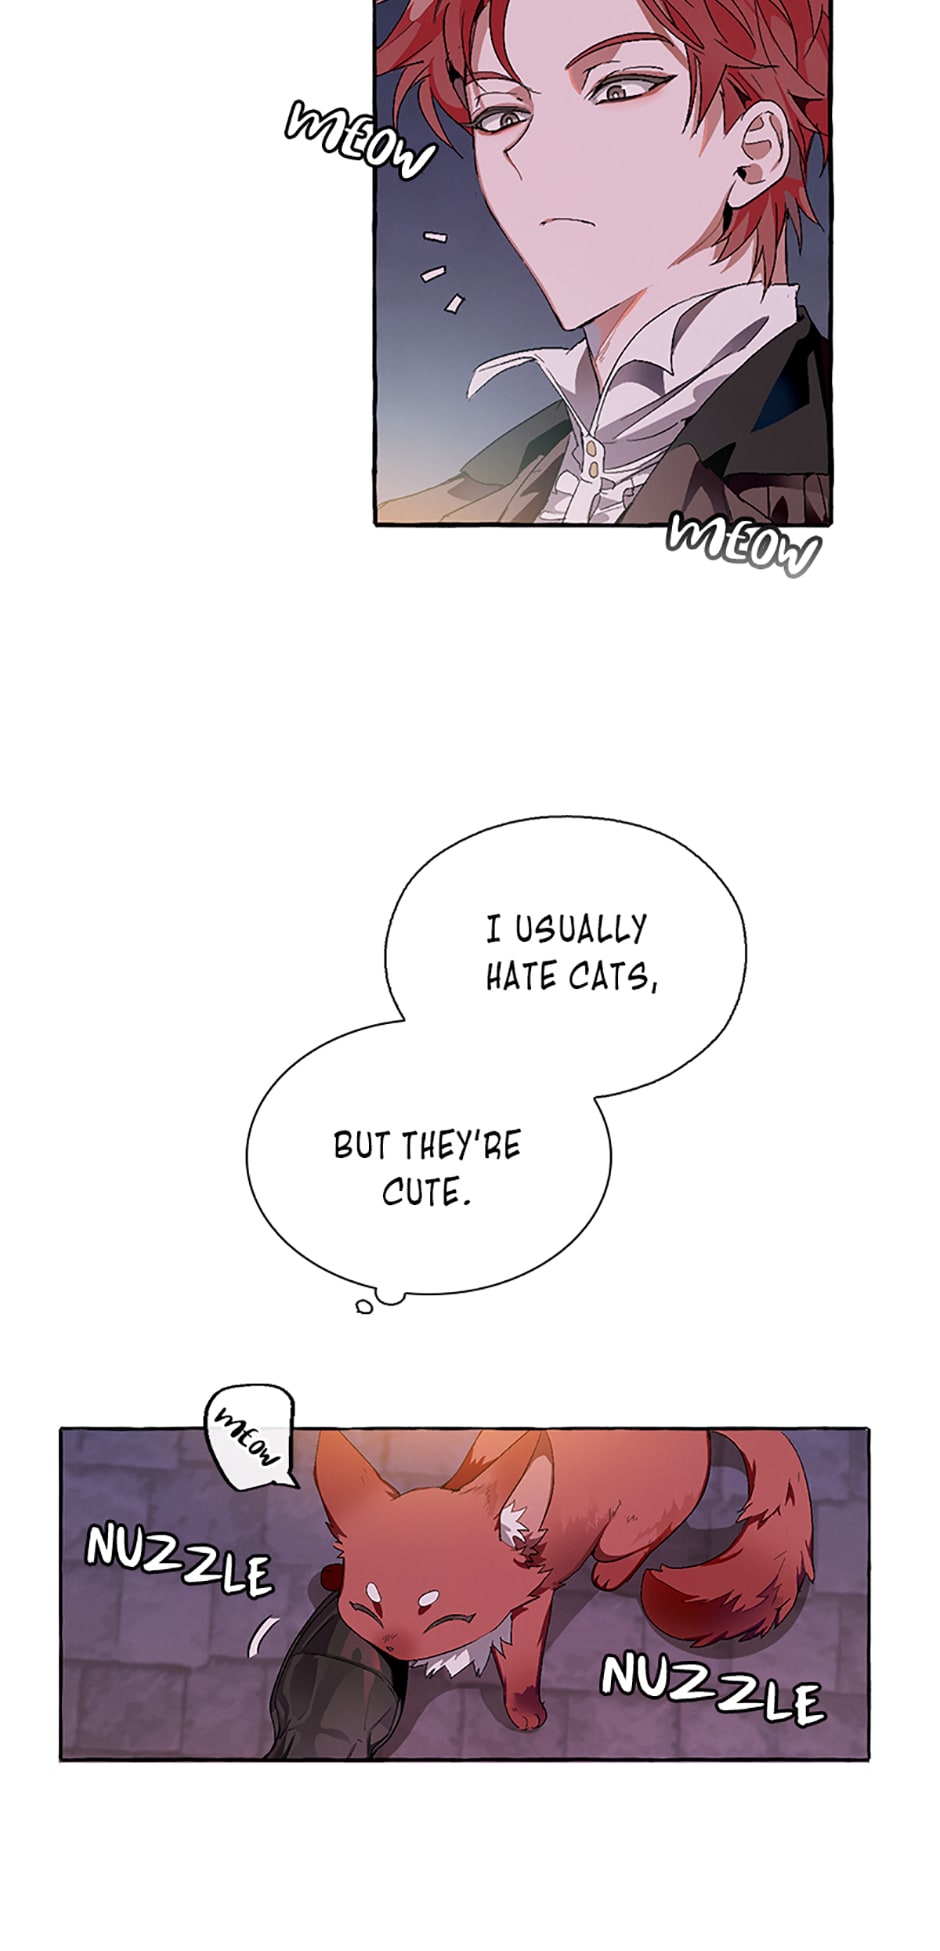 MEOW
MEOW
I USUALLY
HATE CATS,
BUT THEY'RE
CUTE.
MEOW
NUZZLE
NUZZLE